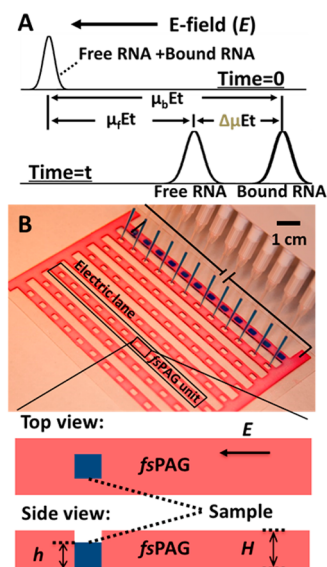 A
E-field (E)
Free RNA +Bound RNA
Time=0
μbEt
μfEt
ΔμEt
Time=t
Free RNA Bound RNA
B
1 cm
Electric lane
fsPAG unit
Top view:
E
fsPAG
Side view:
Sample
h
fsPAG
H